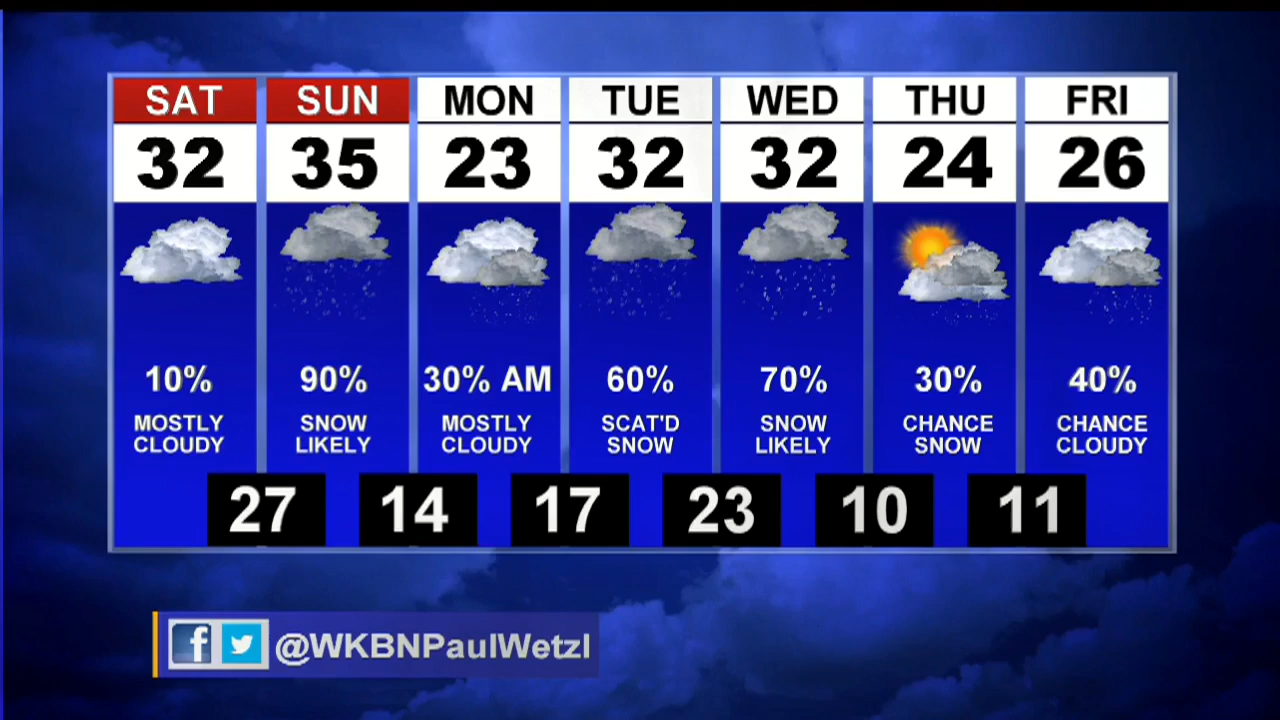 SAT SUN MON TUE WED THU FRI
32 35 23 32 32 24 26
10% 90% 30% AM 60% 70% 30% 40%
MOSTLY SNOW MOSTLY SCAT'D SNOW CHANCE CHANCE
CLOUDY LIKELY CLOUDY SNOW LIKELY SNOW CLOUDY
27 14 17 23 10 11
f @WKBNPaulWetzl